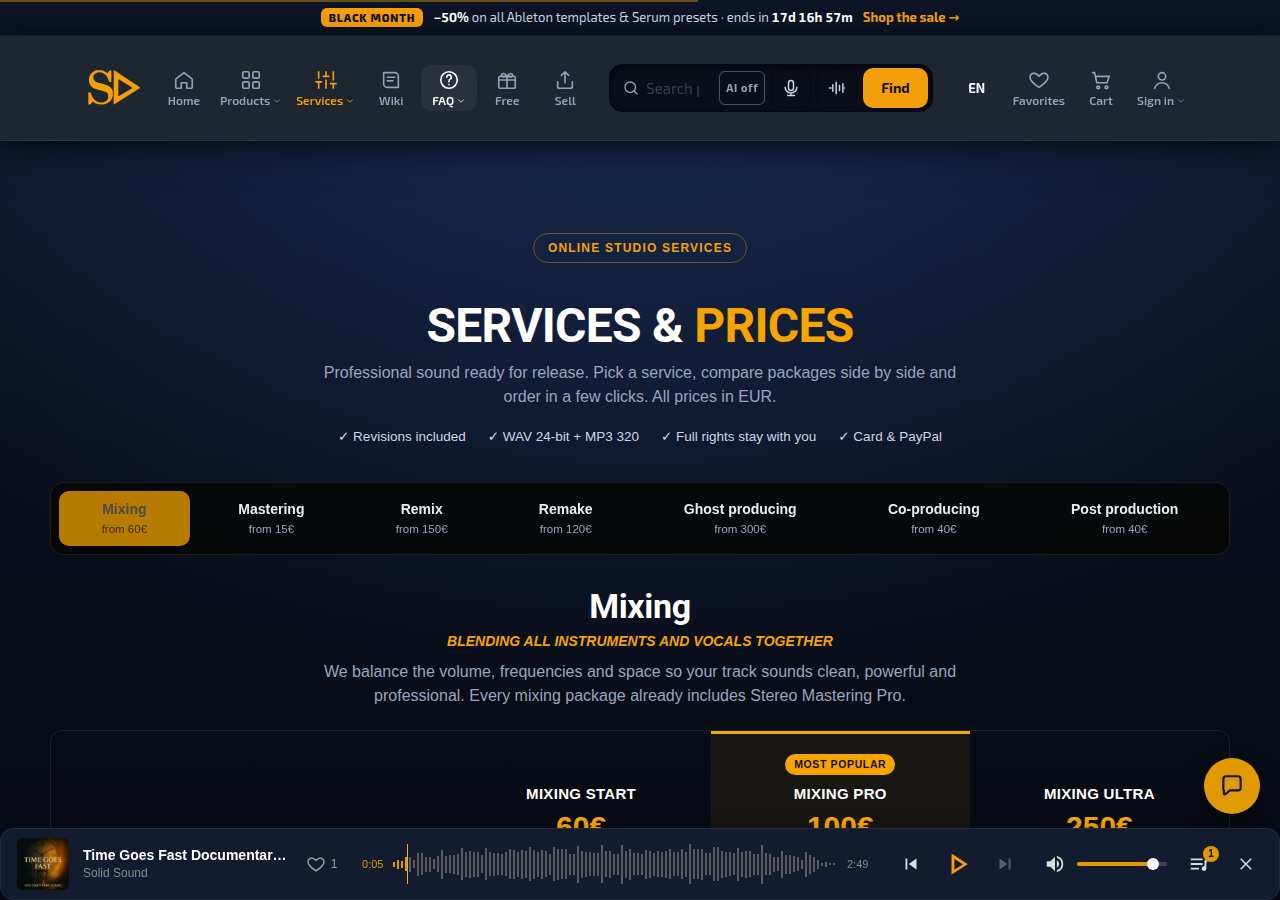 BLACK MONTH −50% on all Ableton templates & Serum presets · ends in 17d 16h 57m Shop the sale →
S
Home Products Services Wiki FAQ Free Sell Search p AI off Find EN Favorites Cart Sign in
ONLINE STUDIO SERVICES
SERVICES & PRICES
Professional sound ready for release. Pick a service, compare packages side by side and
order in a few clicks. All prices in EUR.
✓ Revisions included ✓ WAV 24-bit + MP3 320 ✓ Full rights stay with you ✓ Card & PayPal
Mixing Mastering Remix Remake Ghost producing Co-producing Post production
from 60€ from 15€ from 150€ from 120€ from 300€ from 40€ from 40€
Mixing
BLENDING ALL INSTRUMENTS AND VOCALS TOGETHER
We balance the volume, frequencies and space so your track sounds clean, powerful and
professional. Every mixing package already includes Stereo Mastering Pro.
MOST POPULAR
MIXING START MIXING PRO MIXING ULTRA
60€ 100€ 250€
TIME GOES
FAST
Time Goes Fast Documentar...
Solid Sound
1
0:05
2:49
1